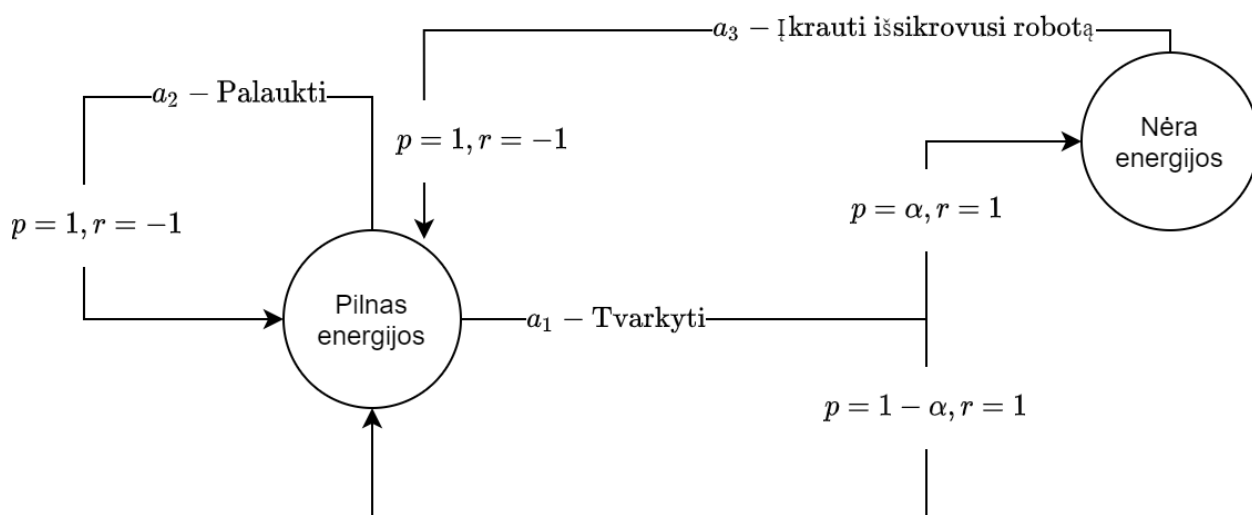 a₃ − Įkrauti išsikrovusi robotą
a₂ − Palaukti
p = 1, r = −1
Nėra
energijos
p = 1, r = −1
p = α, r = 1
Pilnas
energijos
a₁ − Tvarkyti
p = 1 − α, r = 1